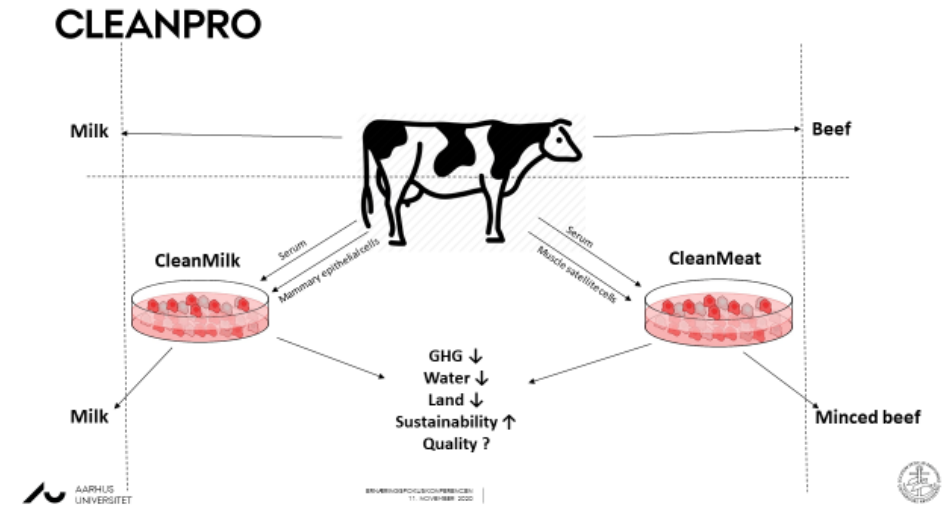 CLEANPRO
Milk
Beef
Serum
Mammary epithelial cells
Serum
Muscle satellite cells
CleanMilk
CleanMeat
GHG ↓
Water ↓
Land ↓
Sustainability ↑
Quality ?
Milk
Minced beef
AARHUS
UNIVERSITET
ERNÆRINGSFOKUSKONFERENCEN
11. NOVEMBER 2020